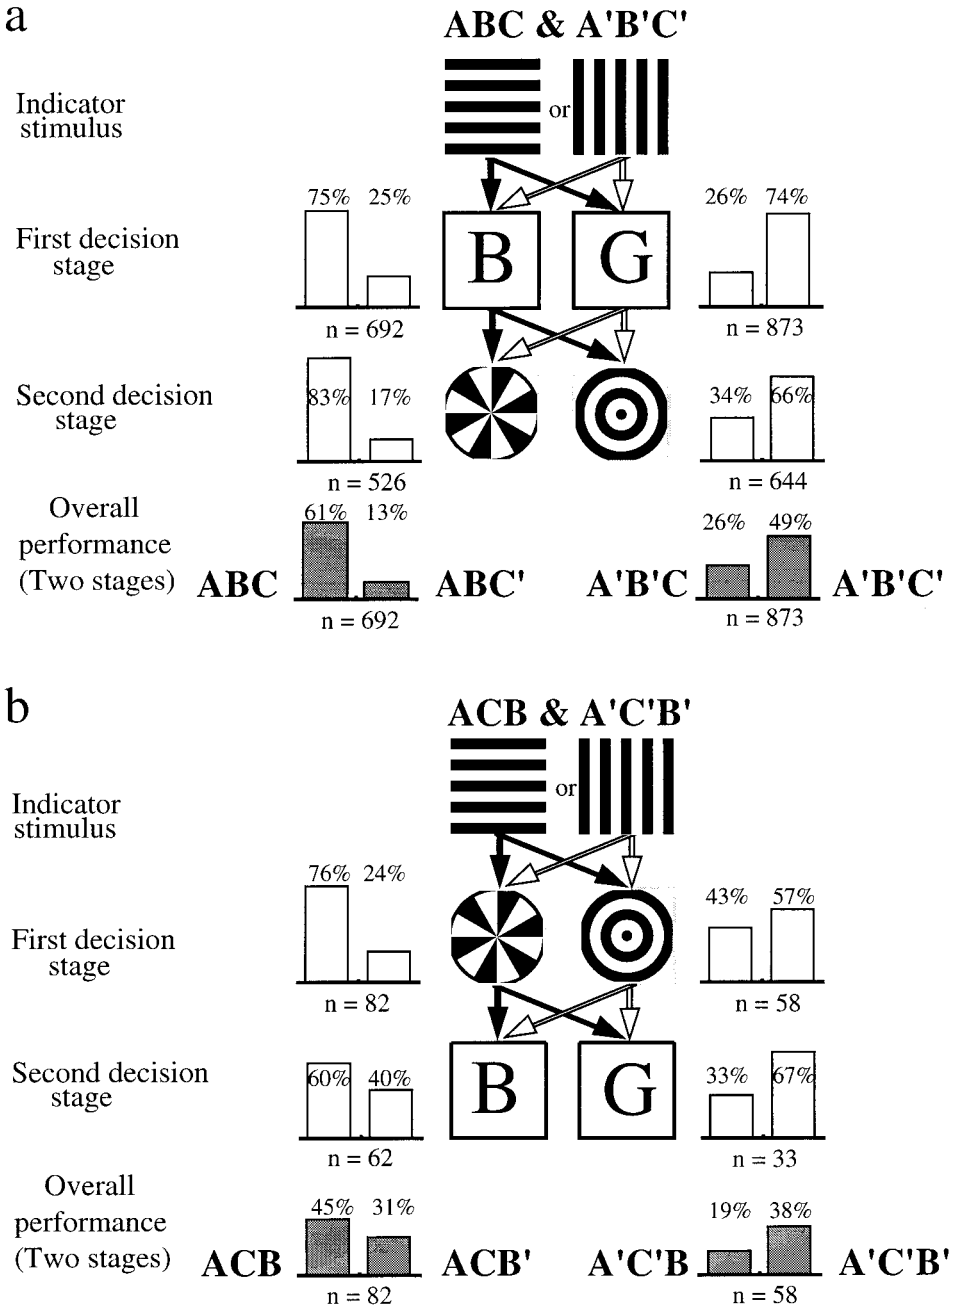 a
ABC & A'B'C'
Indicator
stimulus
or
75% 25%
26% 74%
First decision
stage
B
G
n = 692
n = 873
Second decision
stage
83% 17%
34% 66%
n = 526
n = 644
Overall
performance
(Two stages)
61% 13%
26% 49%
ABC
ABC'
A'B'C
A'B'C'
n = 692
n = 873
b
ACB & A'C'B'
Indicator
stimulus
or
76% 24%
43% 57%
First decision
stage
n = 82
n = 58
Second decision
stage
60% 40%
B
G
33% 67%
n = 62
n = 33
Overall
performance
(Two stages)
45% 31%
19% 38%
ACB
ACB'
A'C'B
A'C'B'
n = 82
n = 58